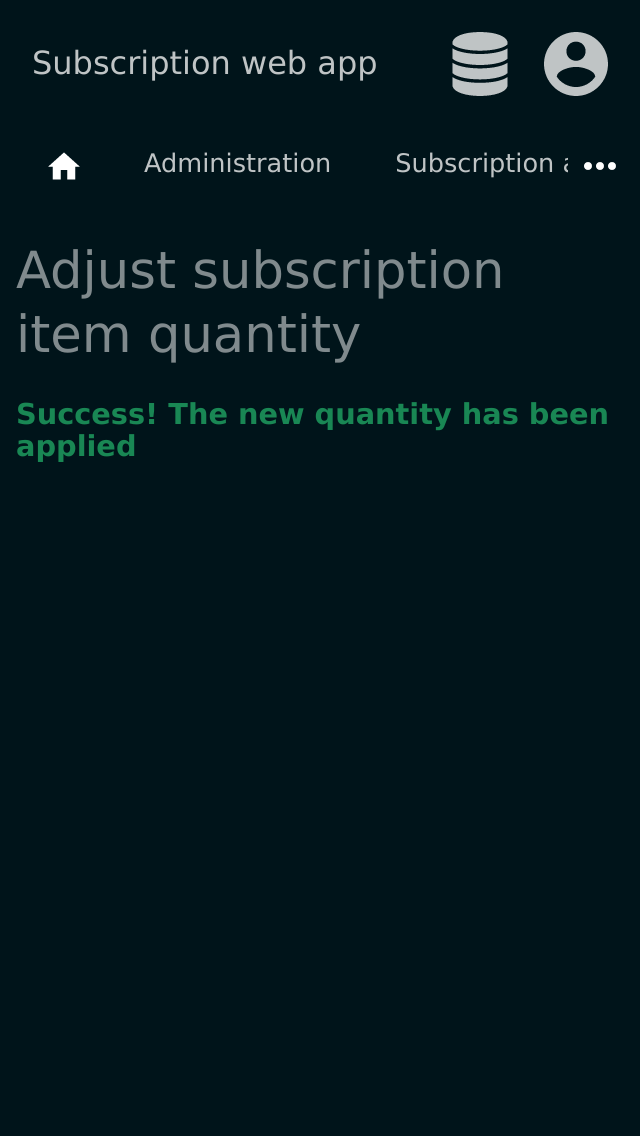 Subscription web app
Administration
Subscription
Adjust subscription
item quantity
Success! The new quantity has been
applied